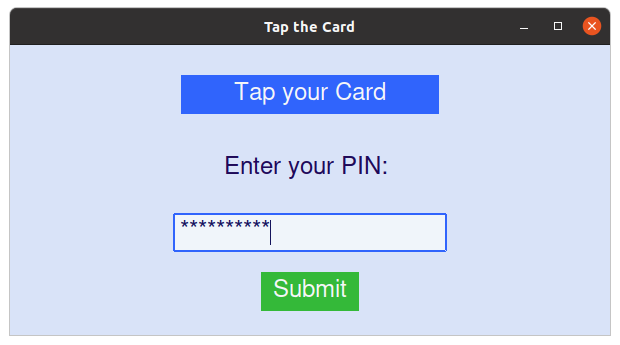 Tap the Card
Tap your Card
Enter your PIN:
**********
Submit